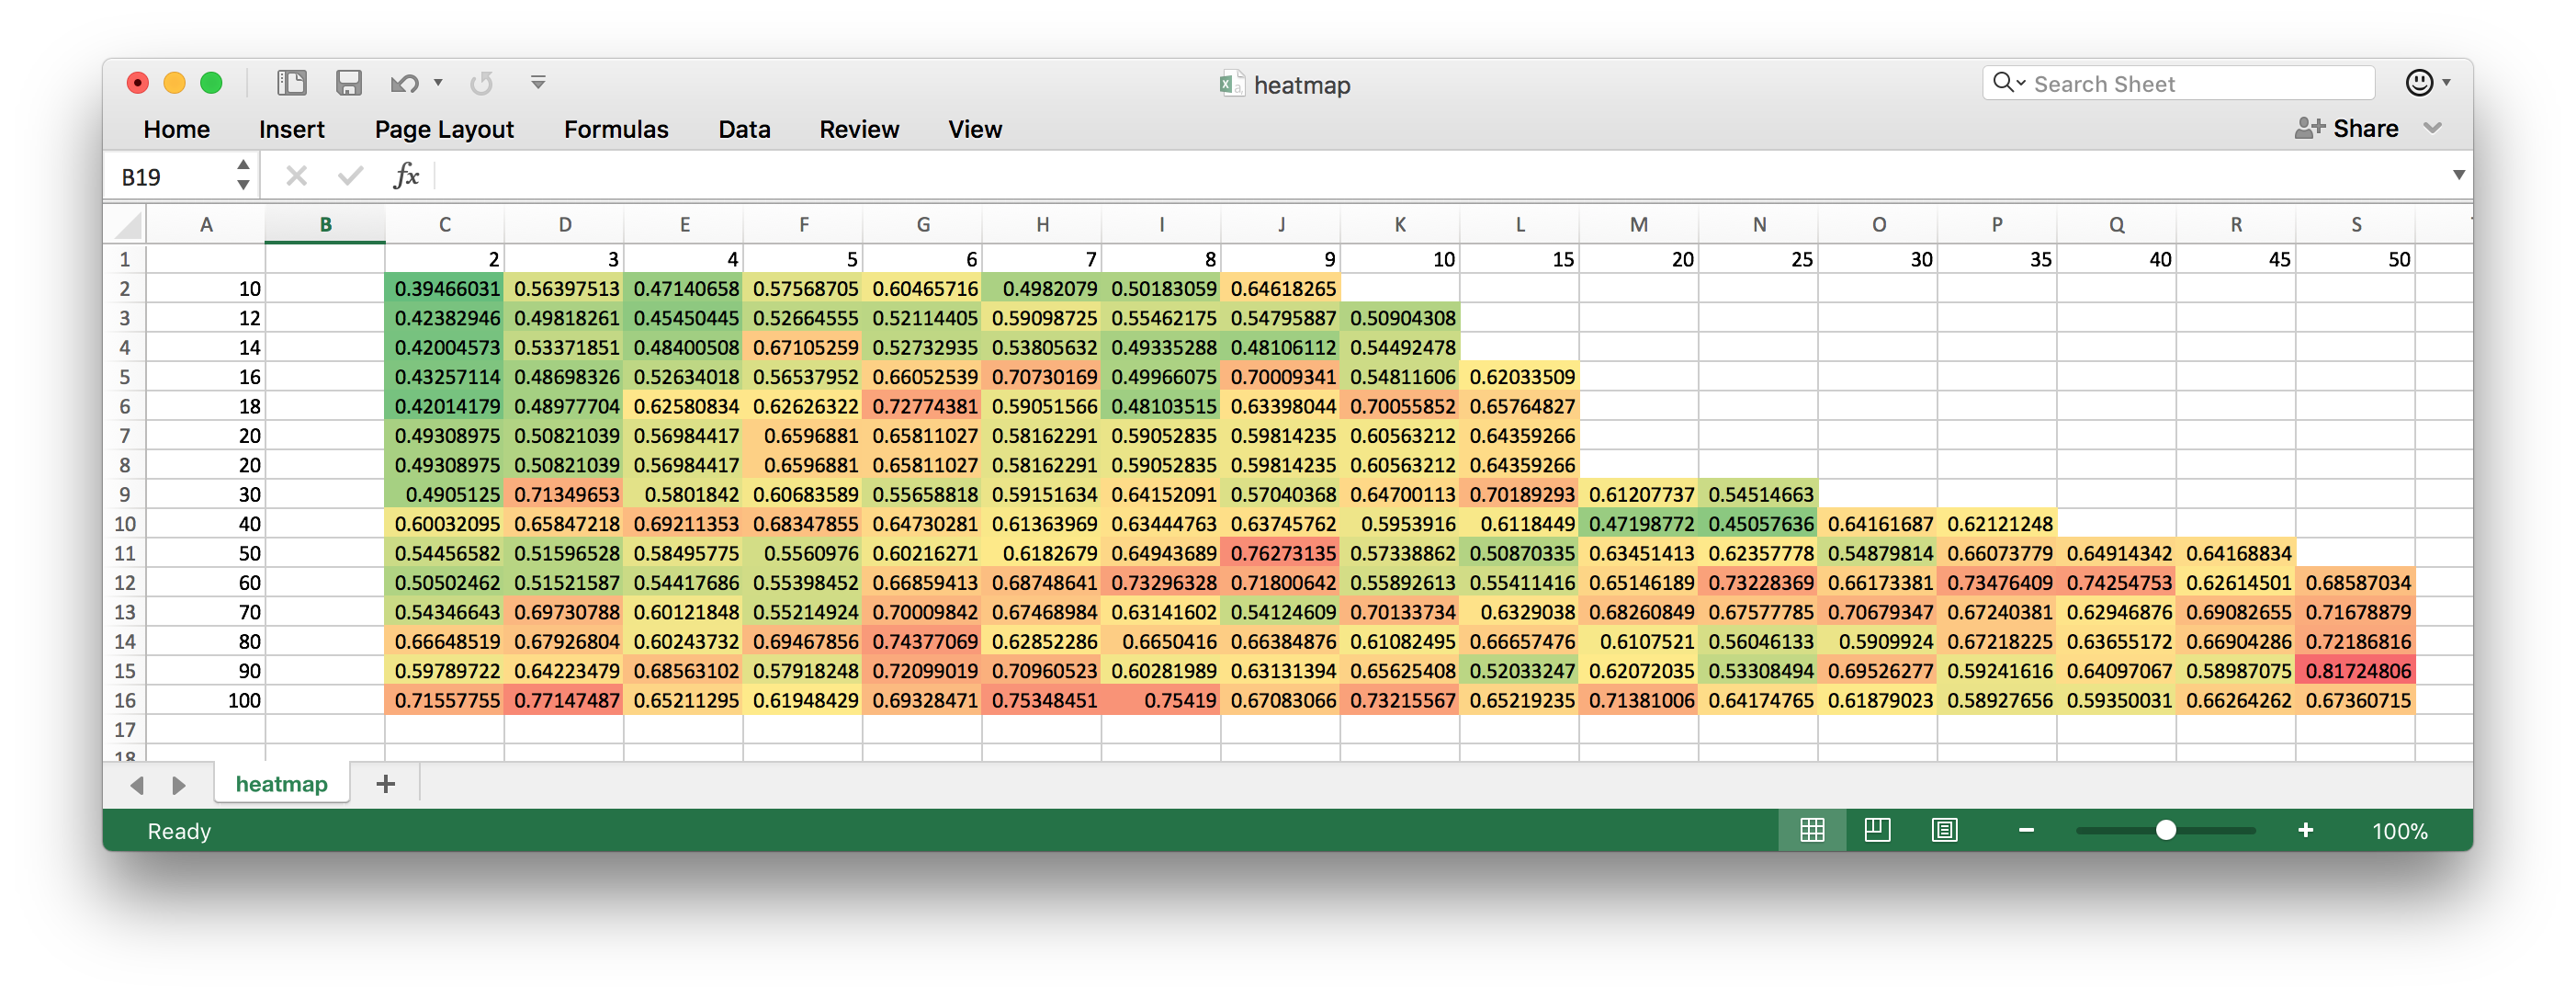 heatmap
Search Sheet
Home Insert Page Layout Formulas Data Review View Share
B19 fx
A B C D E F G H I J K L M N O P Q R S
1 2 3 4 5 6 7 8 9 10 15 20 25 30 35 40 45 50
2 10 0.39466031 0.56397513 0.47140658 0.57568705 0.60465716 0.4982079 0.50183059 0.64618265
3 12 0.42382946 0.49818261 0.45450445 0.52664555 0.52114405 0.59098725 0.55462175 0.54795887 0.50904308
4 14 0.42004573 0.53371851 0.48400508 0.67105259 0.52732935 0.53805632 0.49335288 0.48106112 0.54492478
5 16 0.43257114 0.48698326 0.52634018 0.56537952 0.66052539 0.70730169 0.49966075 0.70009341 0.54811606 0.62033509
6 18 0.42014179 0.48977704 0.62580834 0.62626322 0.72774381 0.59051566 0.48103515 0.63398044 0.70055852 0.65764827
7 20 0.49308975 0.50821039 0.56984417 0.6596881 0.65811027 0.58162291 0.59052835 0.59814235 0.60563212 0.64359266
8 20 0.49308975 0.50821039 0.56984417 0.6596881 0.65811027 0.58162291 0.59052835 0.59814235 0.60563212 0.64359266
9 30 0.4905125 0.71349653 0.5801842 0.60683589 0.55658818 0.59151634 0.64152091 0.57040368 0.64700113 0.70189293 0.61207737 0.54514663
10 40 0.60032095 0.65847218 0.69211353 0.68347855 0.64730281 0.61363969 0.63444763 0.63745762 0.5953916 0.6118449 0.47198772 0.45057636 0.64161687 0.62121248
11 50 0.54456582 0.51596528 0.58495775 0.5560976 0.60216271 0.6182679 0.64943689 0.76273135 0.57338862 0.50870335 0.63451413 0.62357778 0.54879814 0.66073779 0.64914342 0.64168834
12 60 0.50502462 0.51521587 0.54417686 0.55398452 0.66859413 0.68748641 0.73296328 0.71800642 0.55892613 0.55411416 0.65146189 0.73228369 0.66173381 0.73476409 0.74254753 0.62614501 0.68587034
13 70 0.54346643 0.69730788 0.60121848 0.55214924 0.70009842 0.67468984 0.63141602 0.54124609 0.70133734 0.6329038 0.68260849 0.67577785 0.70679347 0.67240381 0.62946876 0.69082655 0.71678879
14 80 0.66648519 0.67926804 0.60243732 0.69467856 0.74377069 0.62852286 0.6650416 0.66384876 0.61082495 0.66657476 0.6107521 0.56046133 0.5909924 0.67218225 0.63655172 0.66904286 0.72186816
15 90 0.59789722 0.64223479 0.68563102 0.57918248 0.72099019 0.70960523 0.60281989 0.63131394 0.65625408 0.52033247 0.62072035 0.53308494 0.69526277 0.59241616 0.64097067 0.58987075 0.81724806
16 100 0.71557755 0.77147487 0.65211295 0.61948429 0.69328471 0.75348451 0.75419 0.67083066 0.73215567 0.65219235 0.71381006 0.64174765 0.61879023 0.58927656 0.59350031 0.66264262 0.67360715
17
18
heatmap +
Ready 100%